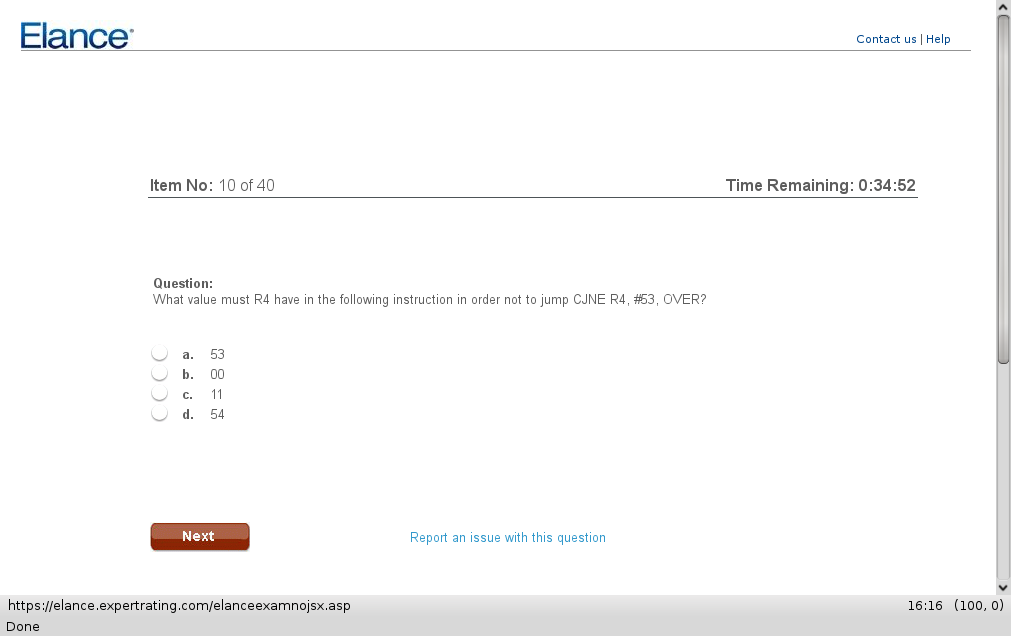 Elance
Contact us | Help
Item No: 10 of 40
Time Remaining: 0:34:52
Question:
What value must R4 have in the following instruction in order not to jump CJNE R4, #53, OVER?
a. 53
b. 00
c. 11
d. 54
Next
Report an issue with this question
https://elance.expertrating.com/elanceexamnojsx.asp
16:16 (100, 0)
Done